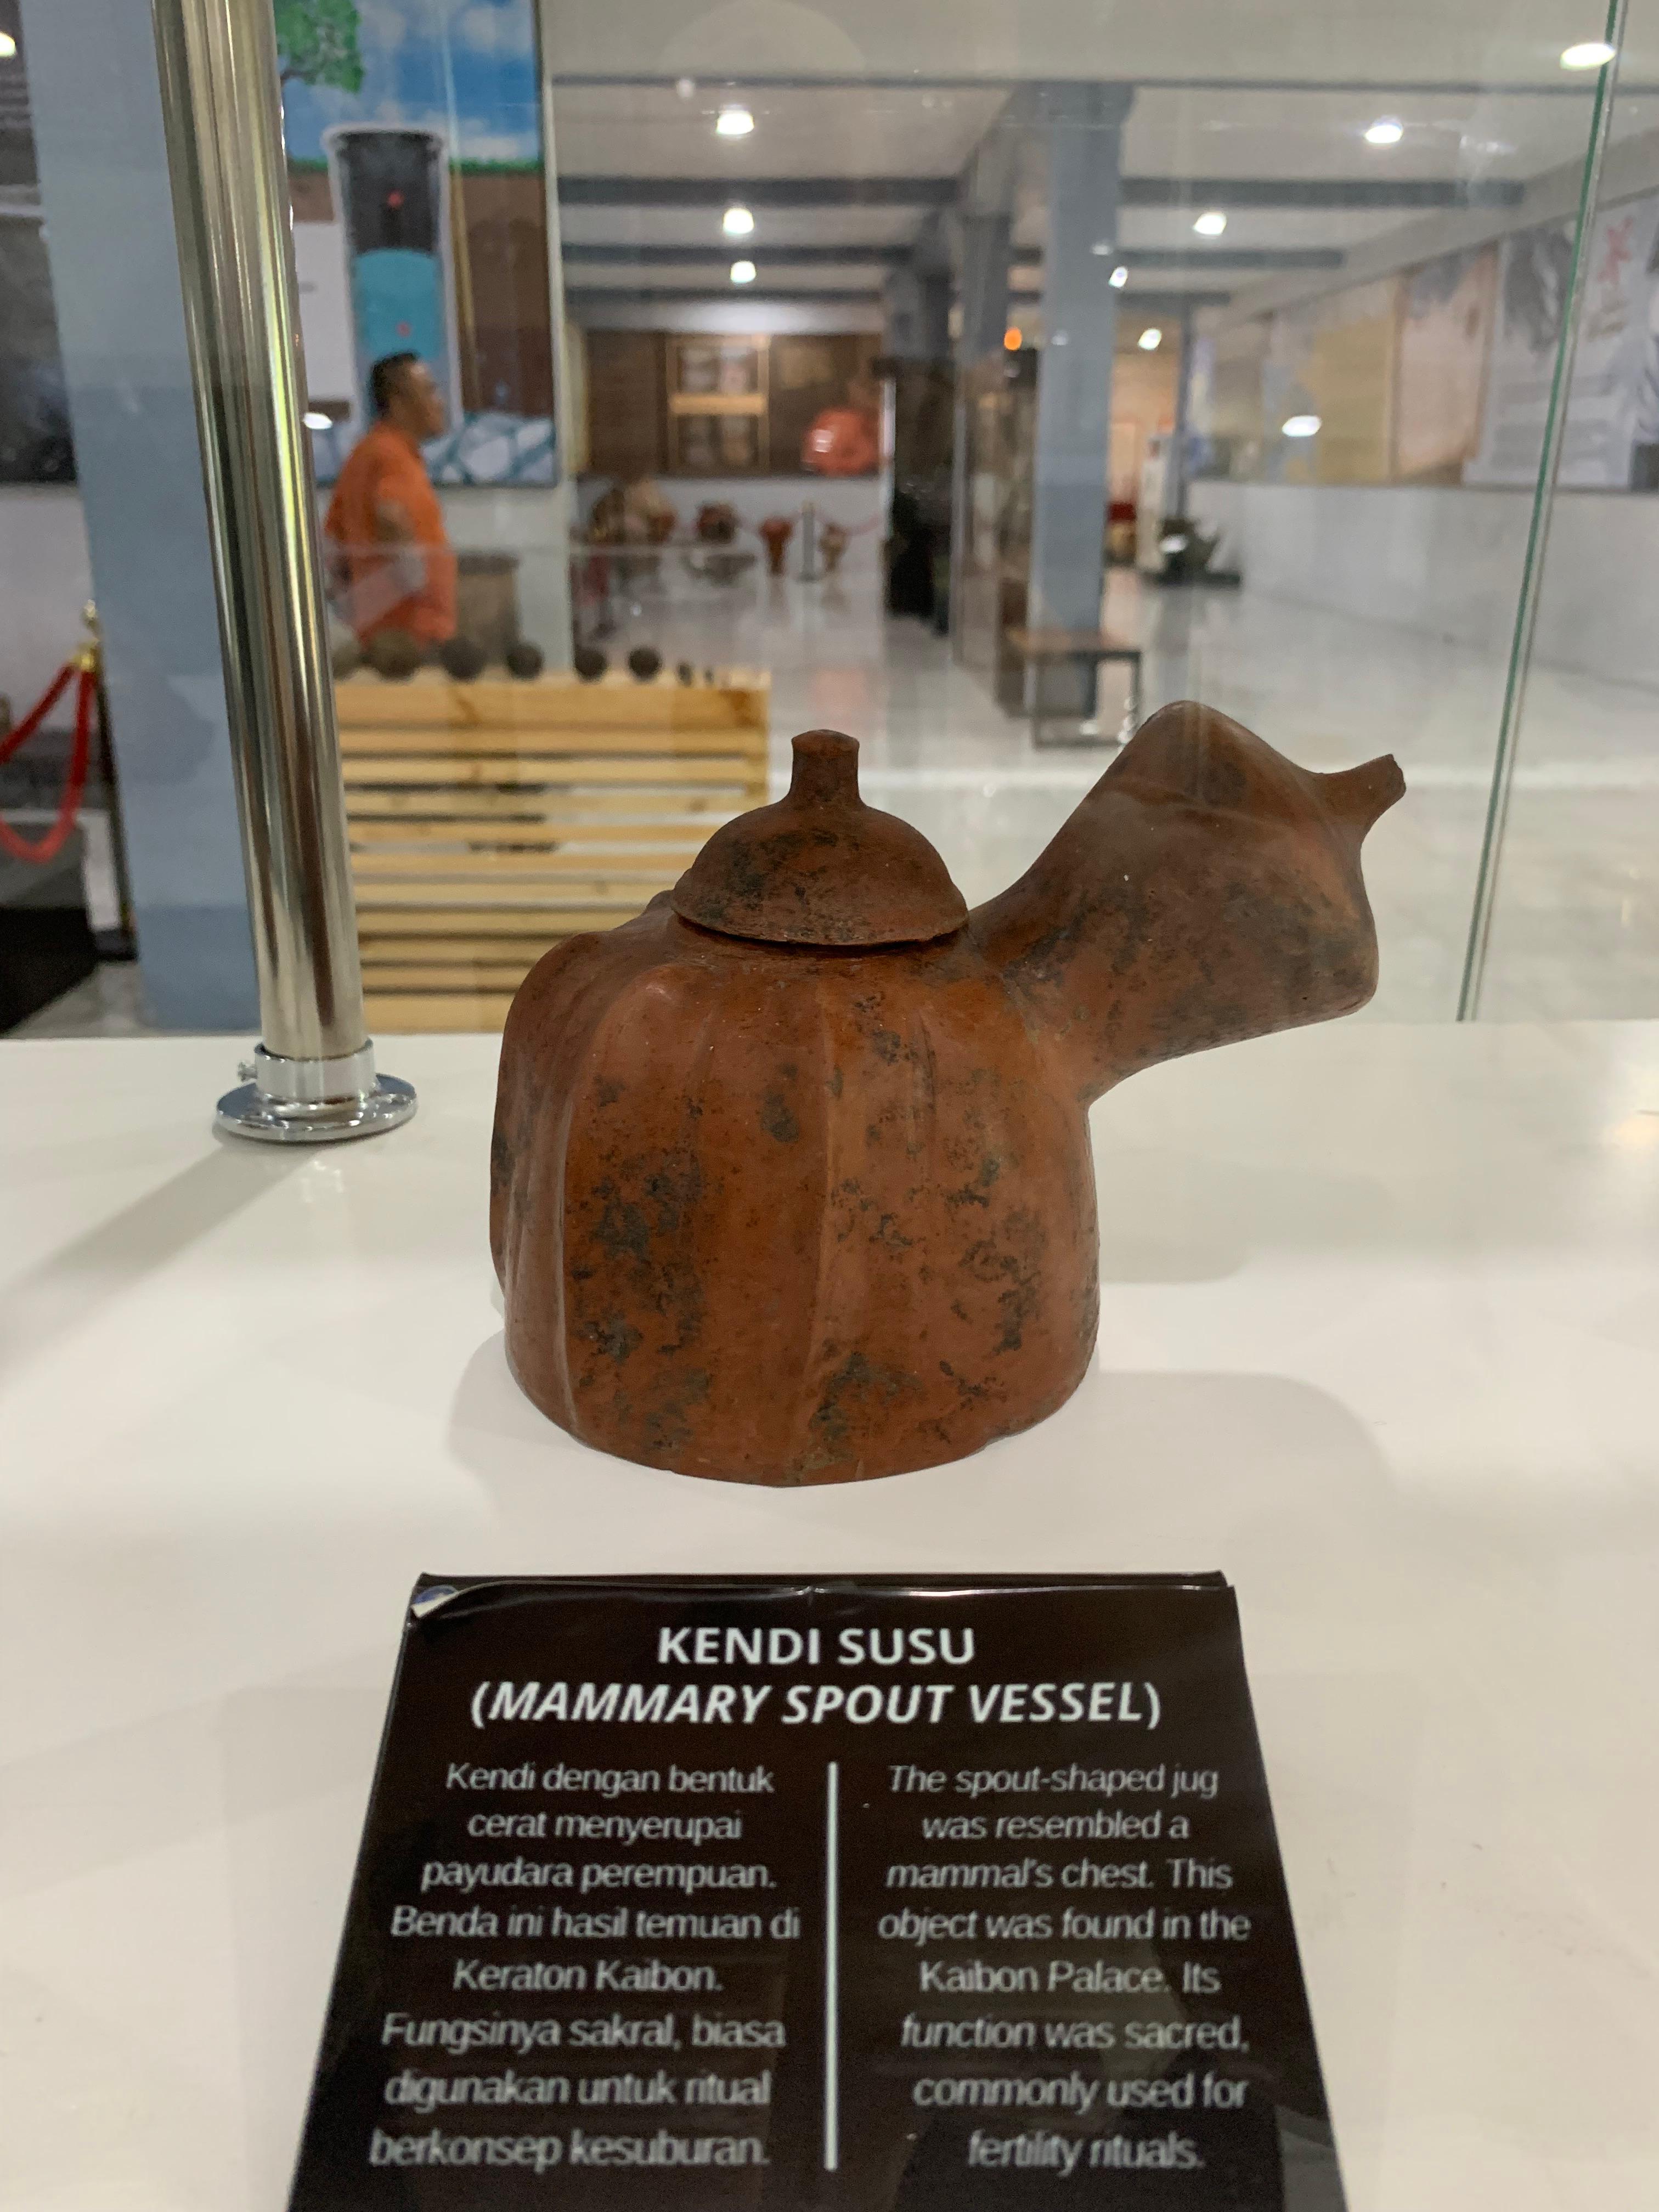 KENDI SUSU
(MAMMARY SPOUT VESSEL)
Kendi dengan bentuk
cerat menyerupai
payudara perempuan.
Benda ini hasil temuan di
Keraton Kaibon.
Fungsinya sakral, biasa
digunakan untuk ritual
berkonsep kesuburan.
The spout-shaped jug
was resembled a
mammal's chest. This
object was found in the
Kaibon Palace. Its
function was sacred,
commonly used for
fertility rituals.